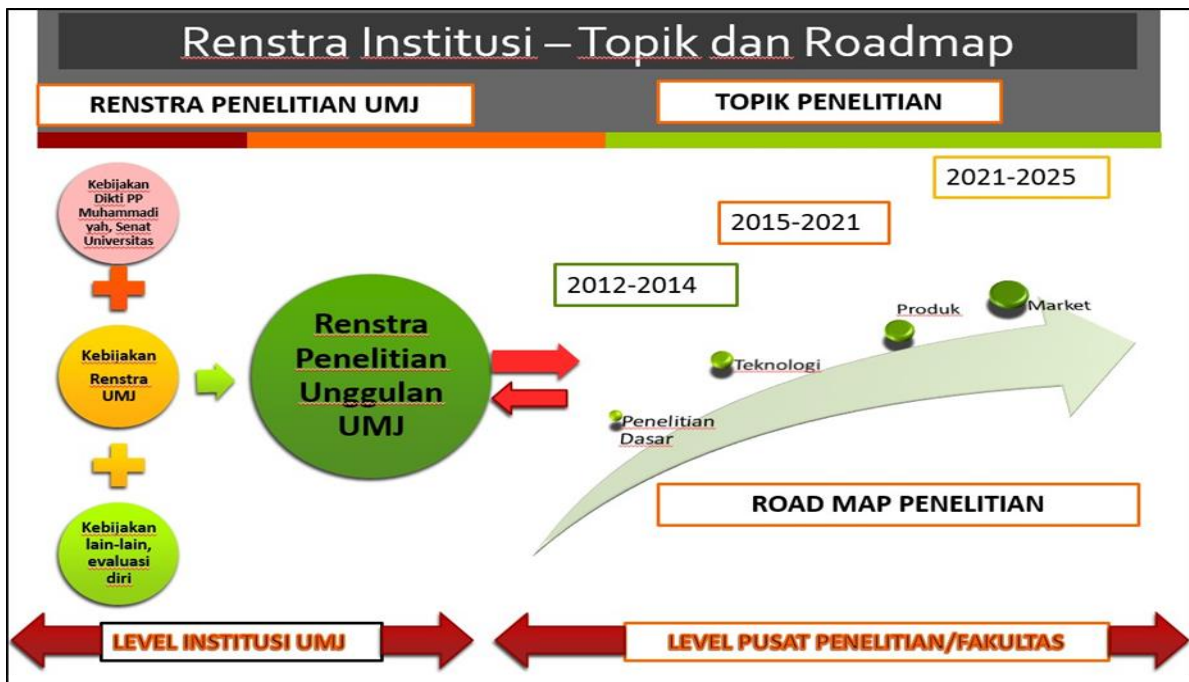 Renstra Institusi – Topik dan Roadmap
RENSTRA PENELITIAN UMJ
TOPIK PENELITIAN
Kebijakan
Dikti PP
Muhammadi
yah, Senat
Universitas
Kebijakan
Renstra
UMJ
Kebijakan
lain-lain,
evaluasi
diri
Renstra
Penelitian
Unggulan
UMJ
2012-2014
2015-2021
2021-2025
Penelitian
Dasar
Teknologi
Produk
Market
ROAD MAP PENELITIAN
LEVEL INSTITUSI UMJ
LEVEL PUSAT PENELITIAN/FAKULTAS